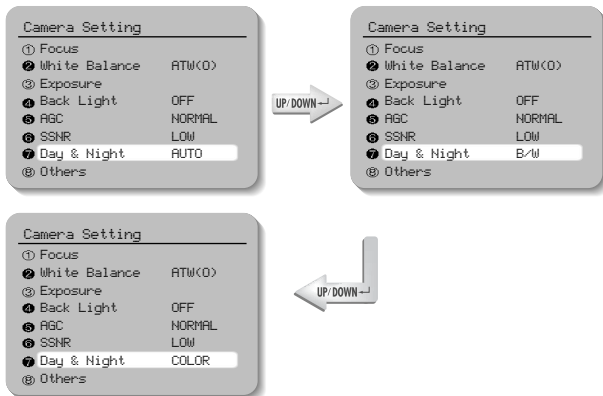 Camera Setting
① Focus
❷ White Balance ATW(O)
③ Exposure
❹ Back Light OFF
❺ AGC NORMAL
❻ SSNR LOW
❼ Day & Night AUTO
⑧ Others
UP/DOWN ↵
Camera Setting
① Focus
❷ White Balance ATW(O)
③ Exposure
❹ Back Light OFF
❺ AGC NORMAL
❻ SSNR LOW
❼ Day & Night B/W
⑧ Others
Camera Setting
① Focus
❷ White Balance ATW(O)
③ Exposure
❹ Back Light OFF
❺ AGC NORMAL
❻ SSNR LOW
❼ Day & Night COLOR
⑧ Others
UP/DOWN ↵